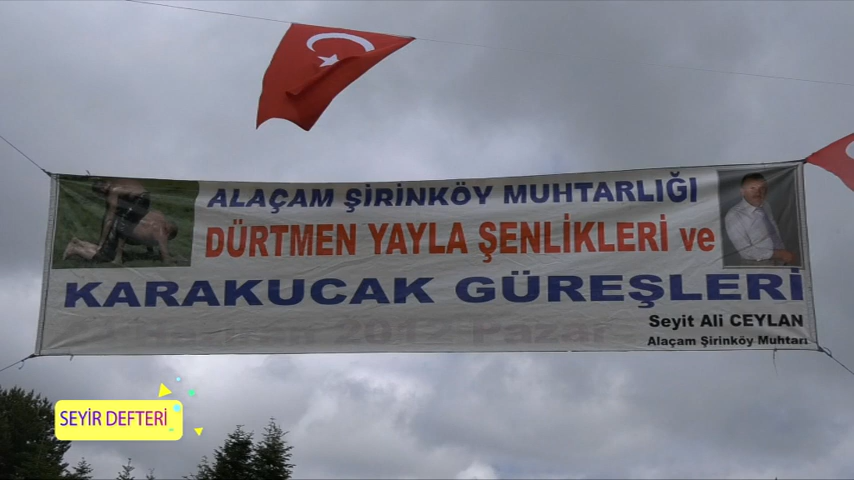 ALAÇAM ŞİRİNKÖY MUHTARLIĞI
DÜRTMEN YAYLA ŞENLİKLERİ ve
KARAKUCAK GÜREŞLERİ
Pazar
Seyit Ali CEYLAN
Alaçam Şirinköy Muhtarı
SEYİR DEFTERİ